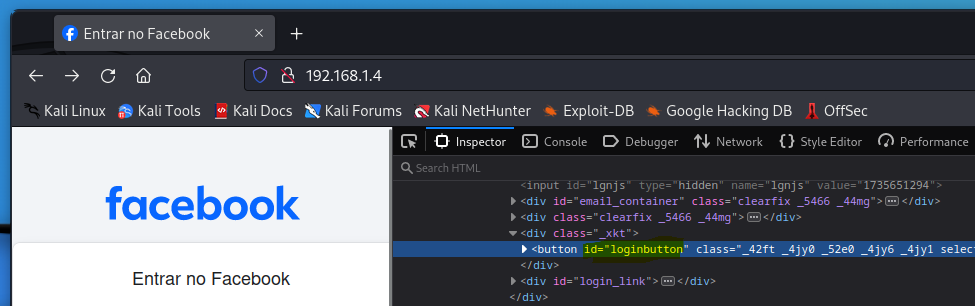 Entrar no Facebook
192.168.1.4
Kali Linux Kali Tools Kali Docs Kali Forums Kali NetHunter Exploit-DB Google Hacking DB OffSec
Inspector Console Debugger Network Style Editor Performance
Search HTML
<input id="lgnjs" type="hidden" name="lgnjs" value="1735651294">
<div id="email_container" class="clearfix _5466 _44mg"></div>
<div class="clearfix _5466 _44mg"></div>
<div class="_xkt">
<button id="loginbutton" class="_42ft _4jy0 _52e0 _4jy6 _4jy1 select
</div>
<div id="login_link"></div>
</div>
facebook
Entrar no Facebook